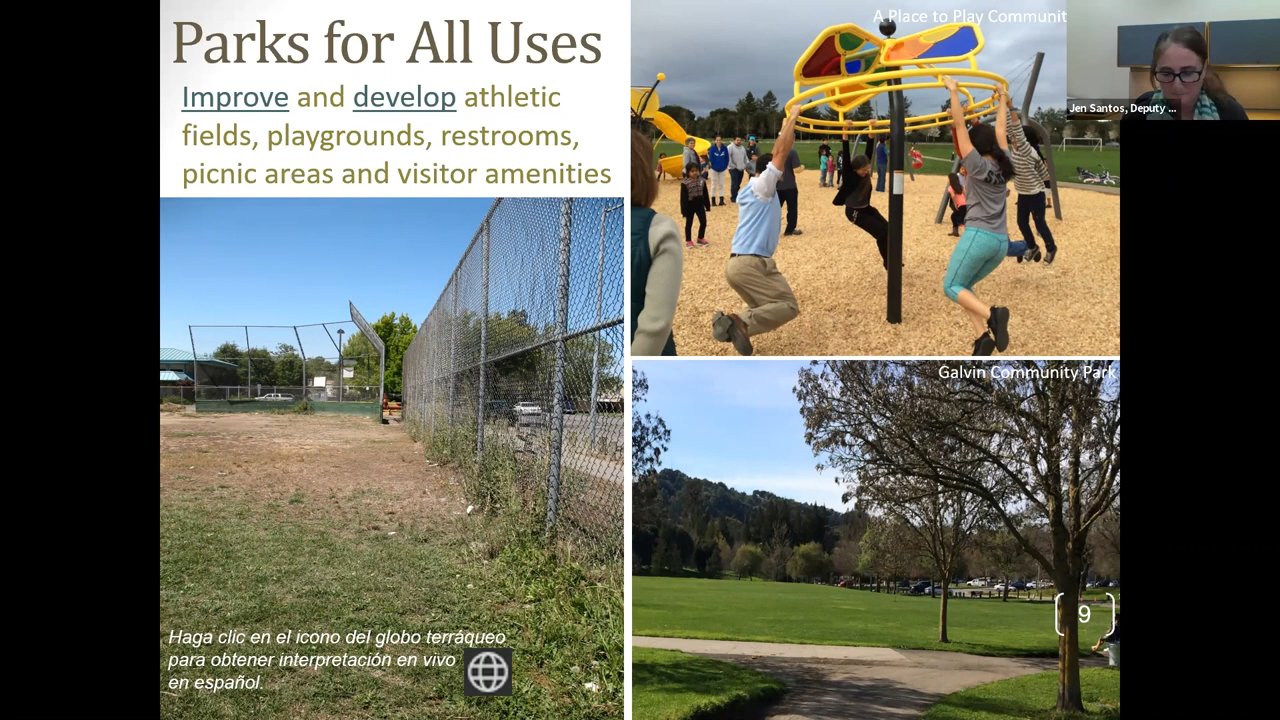 Parks for All Uses
Improve and develop athletic
fields, playgrounds, restrooms,
picnic areas and visitor amenities
A Place to Play Communit
Jen Santos, Deputy ...
Galvin Community Park
9
Haga clic en el icono del globo terráqueo
para obtener interpretación en vivo
en español.